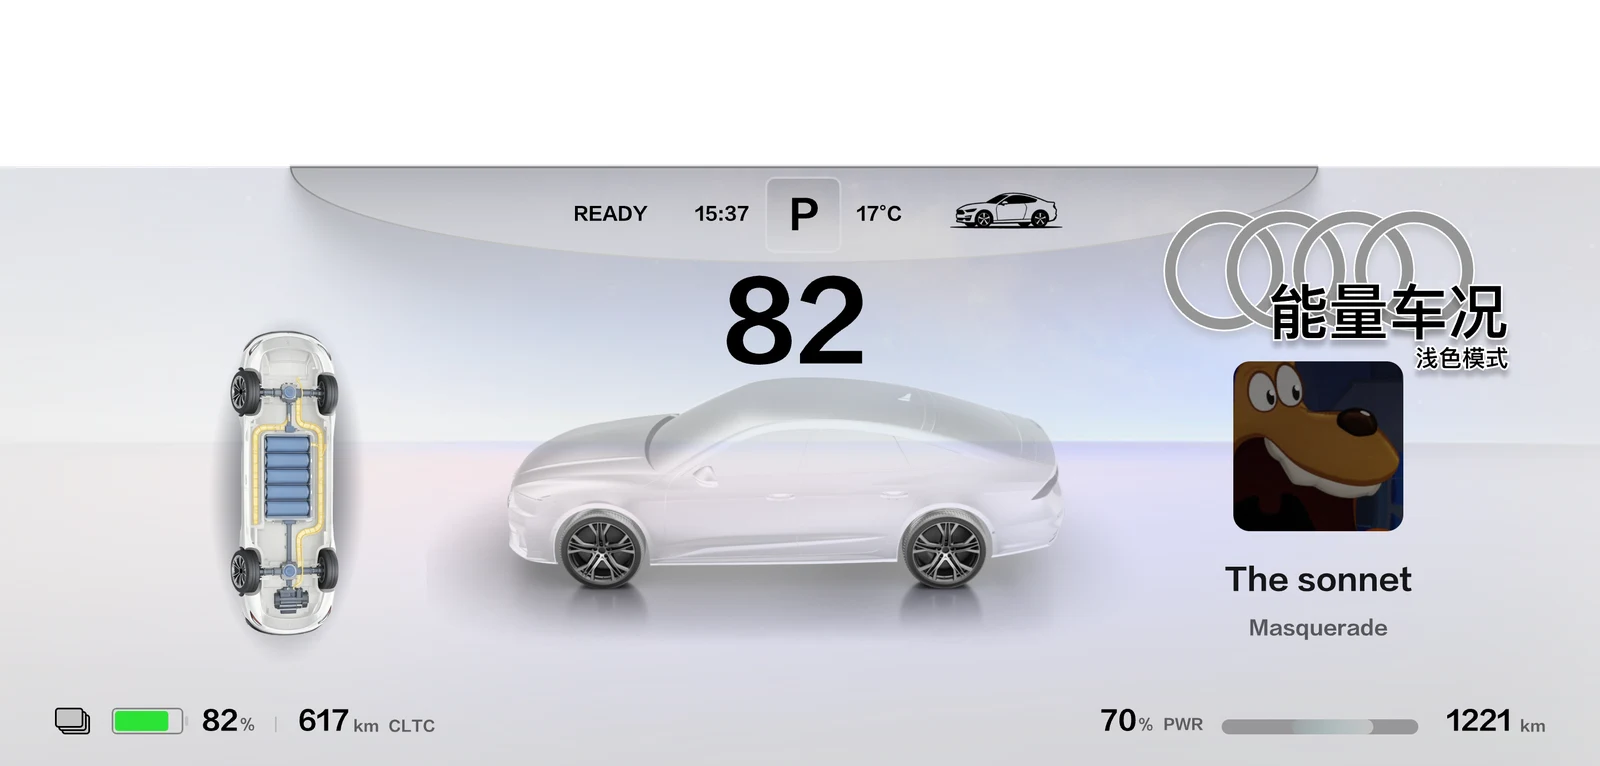 READY 15:37 P 17°C
82
能量车况
浅色模式
The sonnet
Masquerade
82% | 617 km CLTC
70% PWR
1221 km